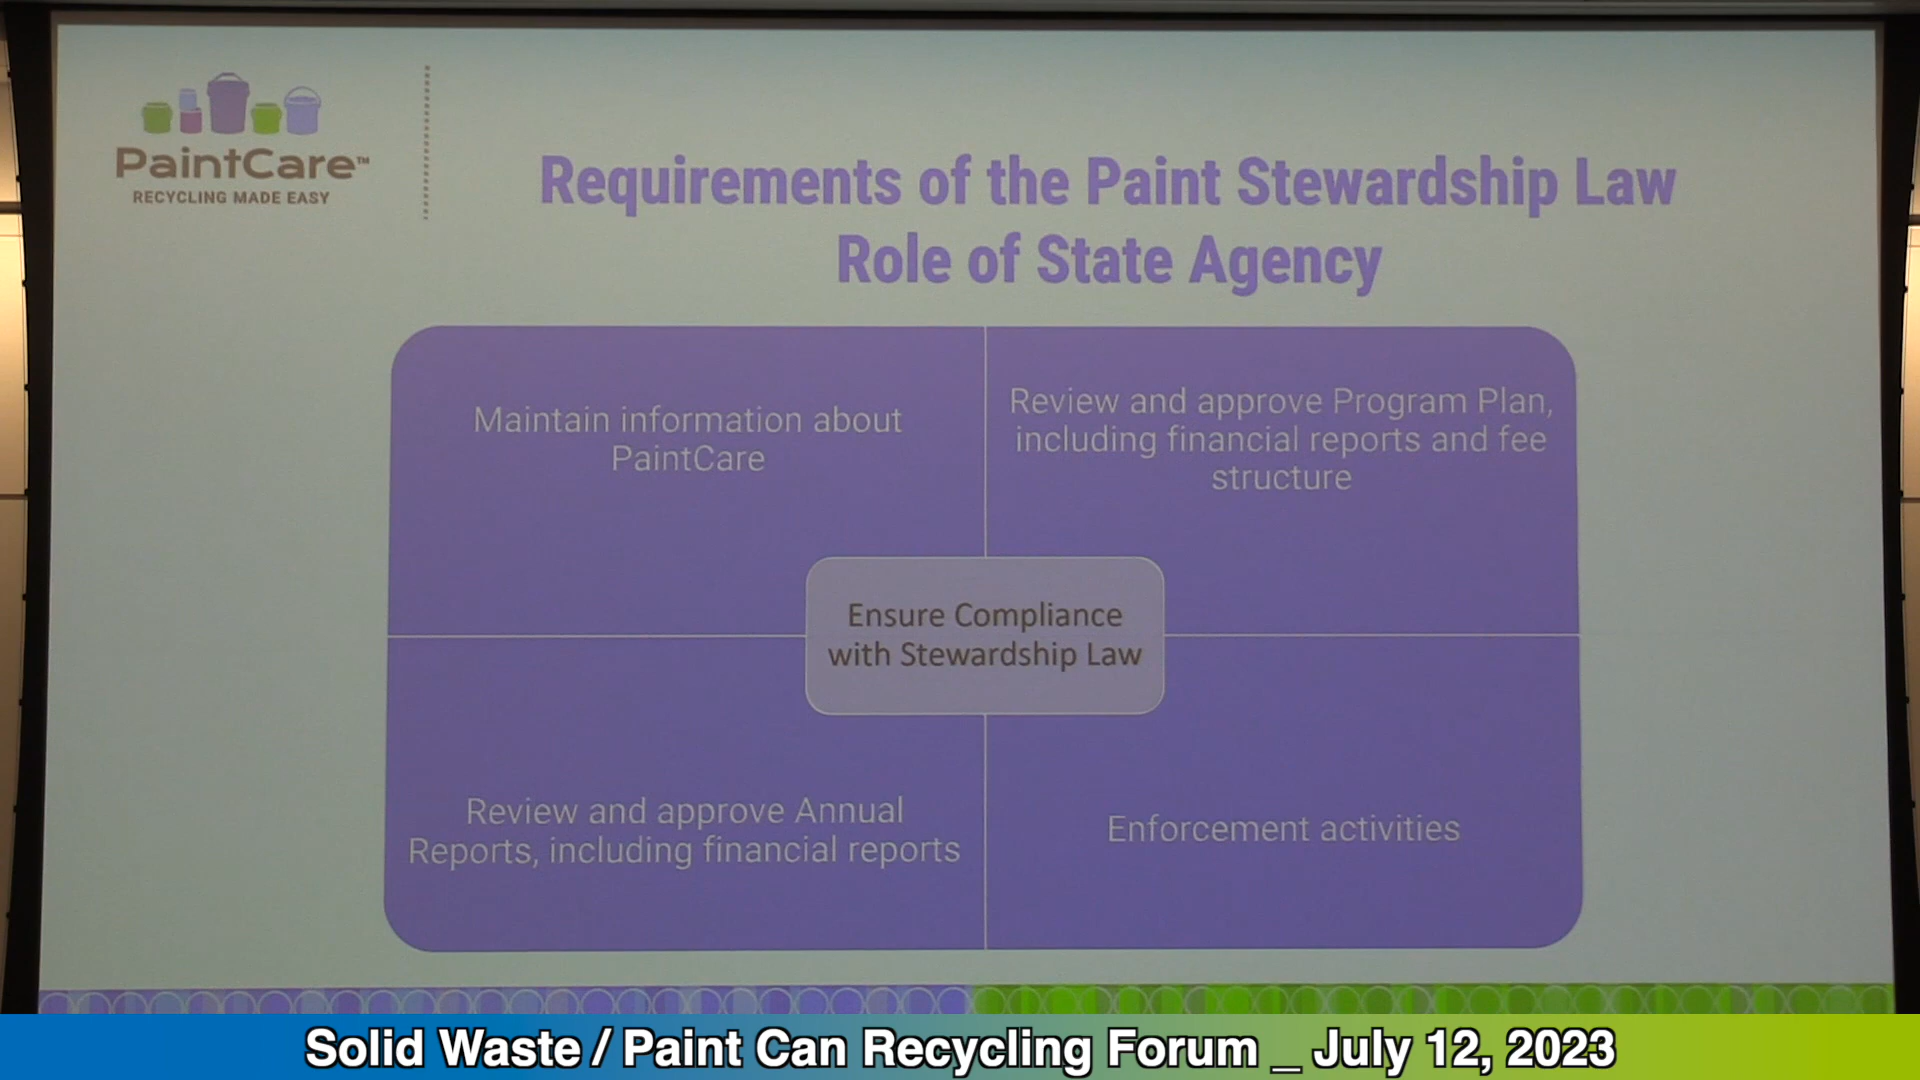 PaintCare™
RECYCLING MADE EASY
Requirements of the Paint Stewardship Law
Role of State Agency
Maintain information about
PaintCare
Review and approve Program Plan,
including financial reports and fee
structure
Ensure Compliance
with Stewardship Law
Review and approve Annual
Reports, including financial reports
Enforcement activities
Solid Waste / Paint Can Recycling Forum _ July 12, 2023